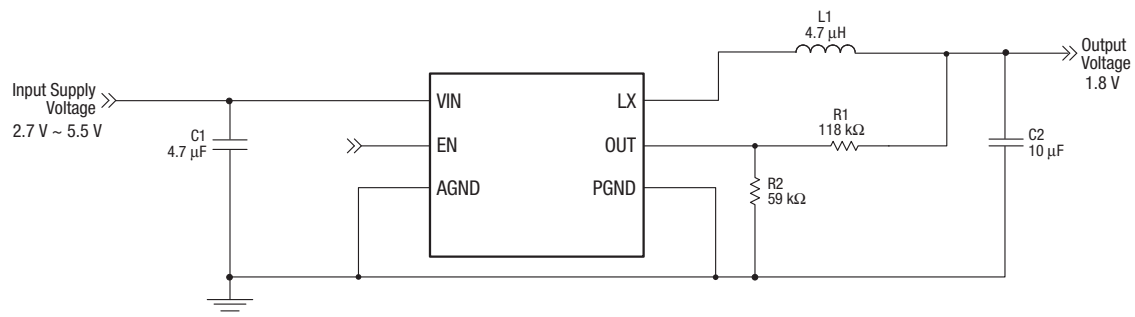 L1
4.7 μH
Output
Voltage
1.8 V
Input Supply
Voltage
2.7 V ~ 5.5 V
C1
4.7 μF
VIN
LX
EN
OUT
AGND
PGND
R1
118 kΩ
R2
59 kΩ
C2
10 μF